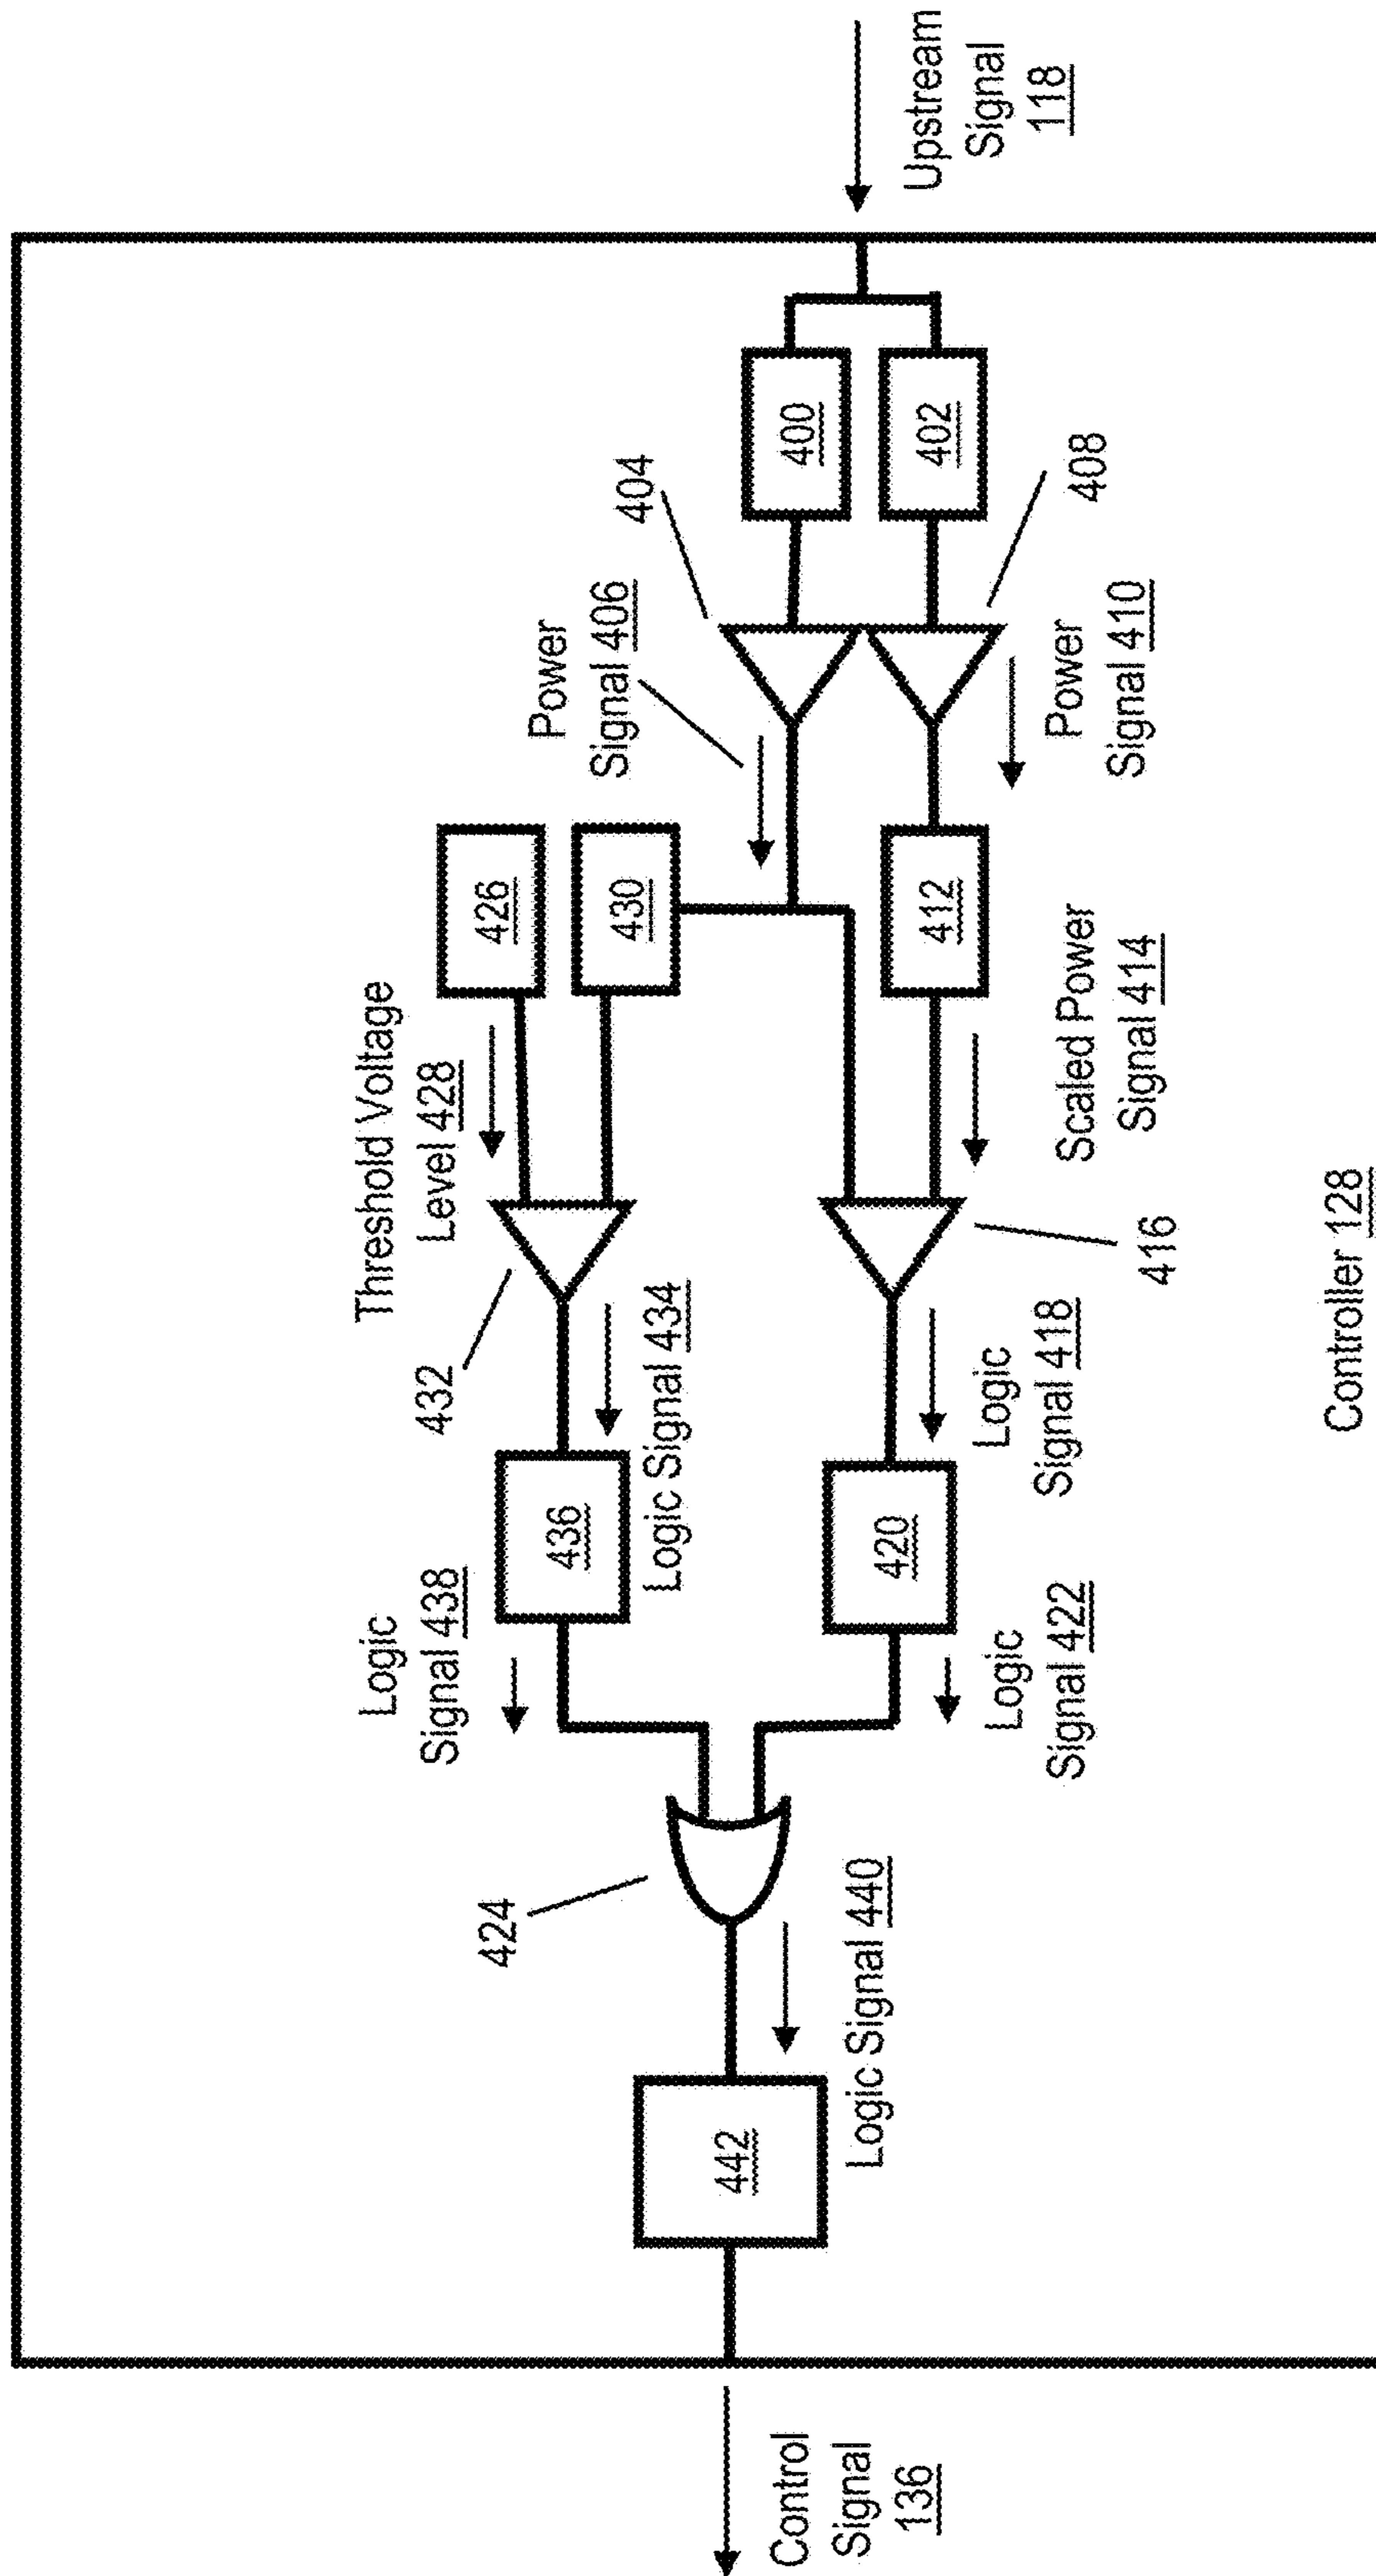 Upstream
Signal
118
400
402
404
408
Power
Signal 406
Power
Signal 410
426
430
412
Threshold Voltage
Level 428
Scaled Power
Signal 414
432
416
Logic Signal 434
Logic
Signal 418
436
420
Logic
Signal 438
Logic
Signal 422
424
Logic Signal 440
442
Control
Signal
136
Controller 128